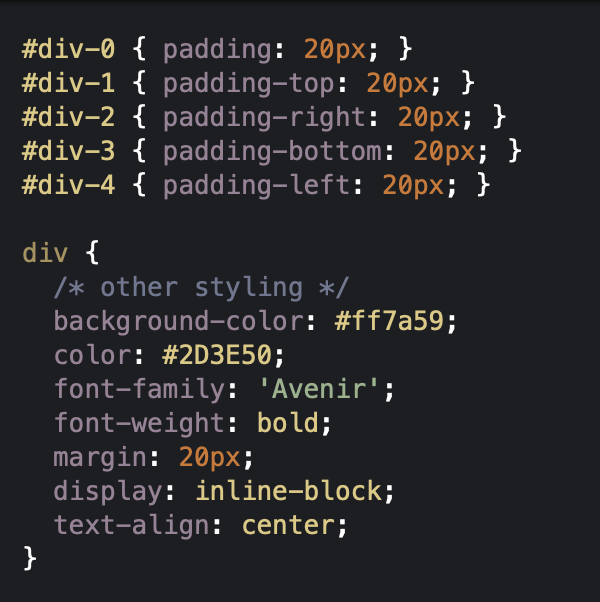 #div-0 { padding: 20px; }
#div-1 { padding-top: 20px; }
#div-2 { padding-right: 20px; }
#div-3 { padding-bottom: 20px; }
#div-4 { padding-left: 20px; }

div {
  /* other styling */
  background-color: #ff7a59;
  color: #2D3E50;
  font-family: 'Avenir';
  font-weight: bold;
  margin: 20px;
  display: inline-block;
  text-align: center;
}